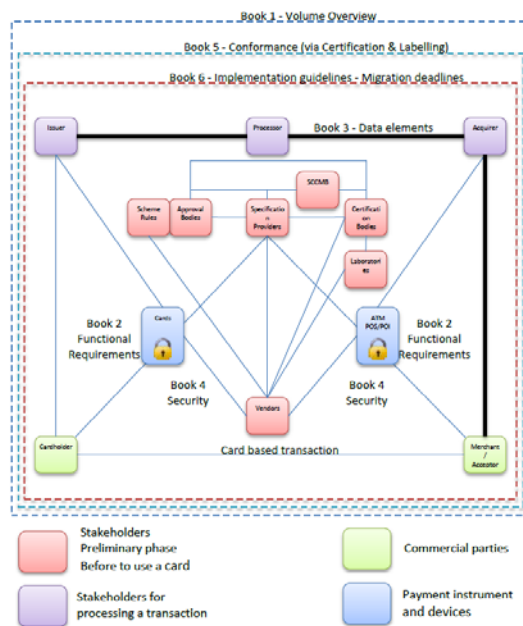 Book 1 - Volume Overview
Book 5 - Conformance (via Certification & Labelling)
Book 6 - Implementation guidelines - Migration deadlines
Issuer
Processor
Book 3 - Data elements
Acquirer
SCCMB
Scheme
Rules
Approval
Bodies
Specificatio
n
Providers
Certificati
on Bodies
Laboratori
es
Book 2
Functional
Requirements
Cards
ATM
POS/POI
Book 2
Functional
Requirements
Book 4
Security
Book 4
Security
Vendors
Cardholder
Card based transaction
Merchant
/
Acceptor
Stakeholders
Preliminary phase
Before to use a card
Commercial parties
Stakeholders for
processing a transaction
Payment instrument
and devices